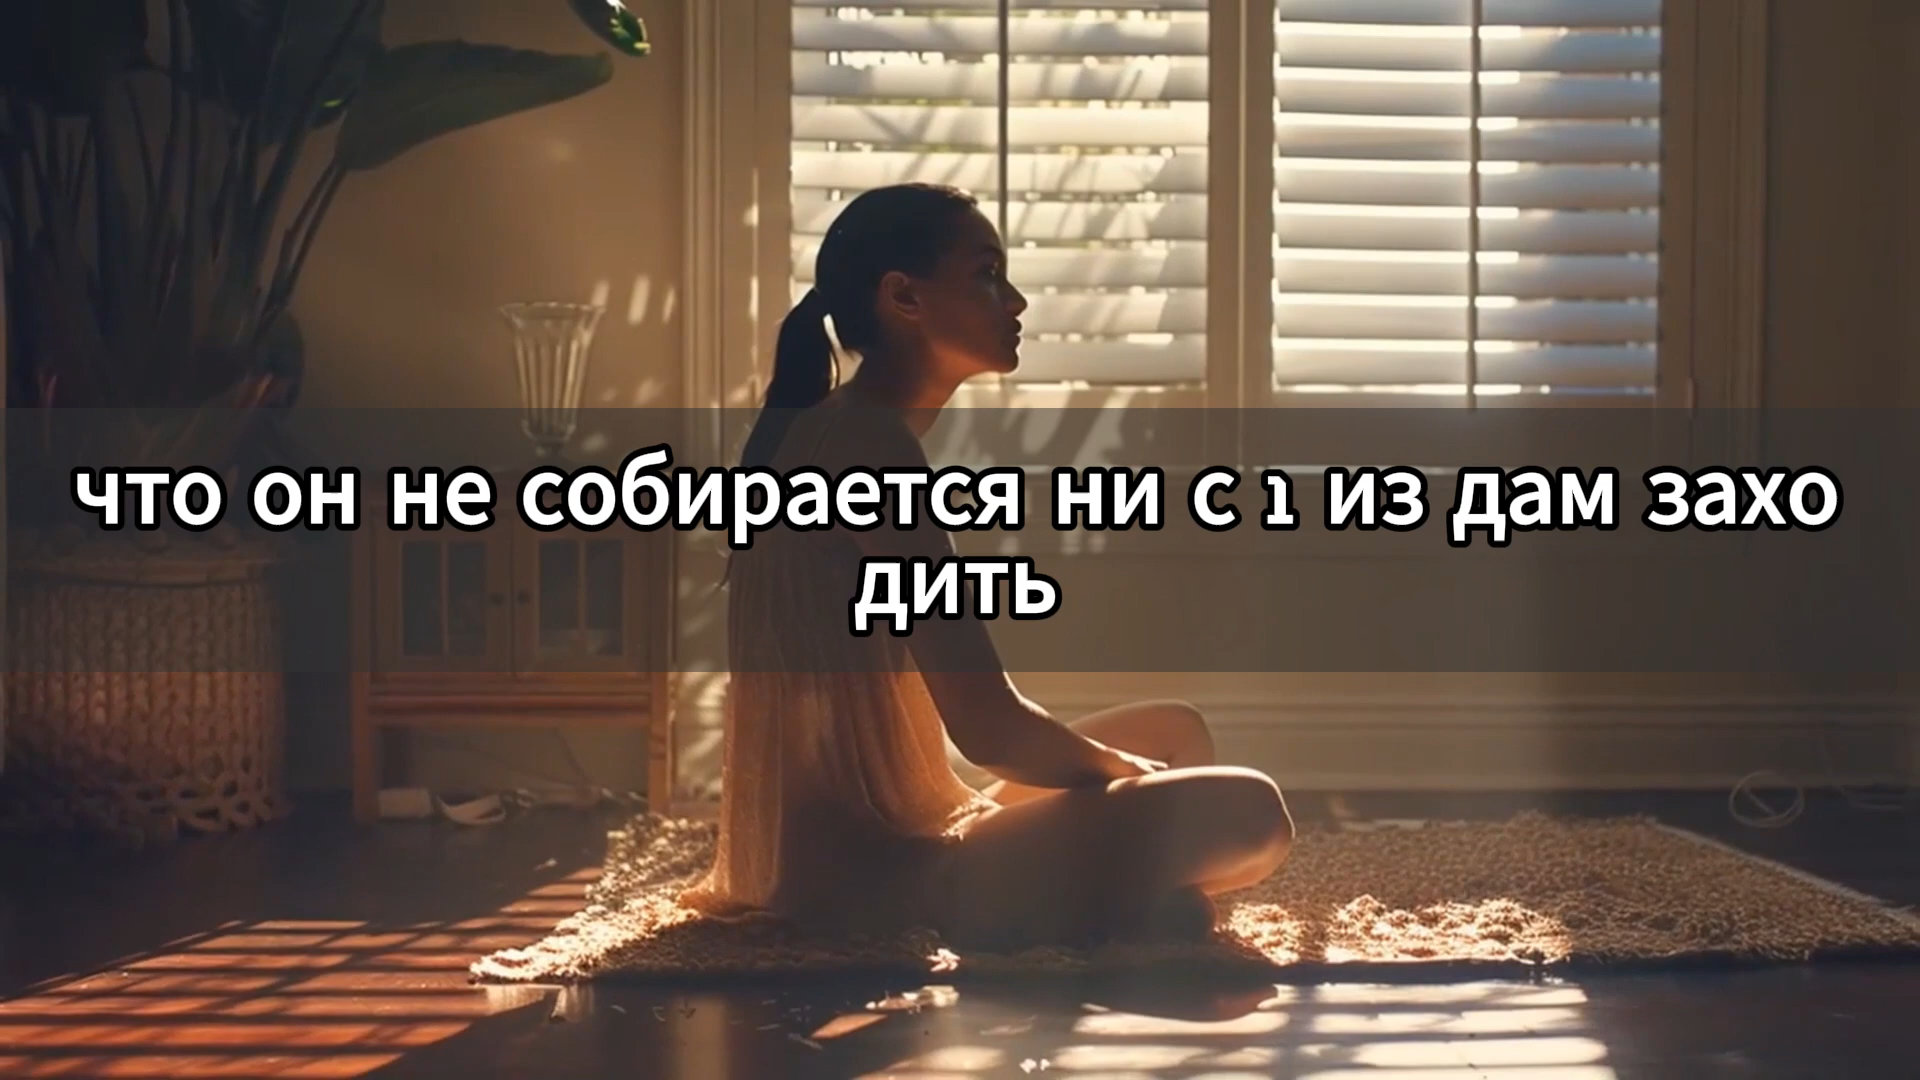 что он не собирается ни с 1 из дам захо
дить